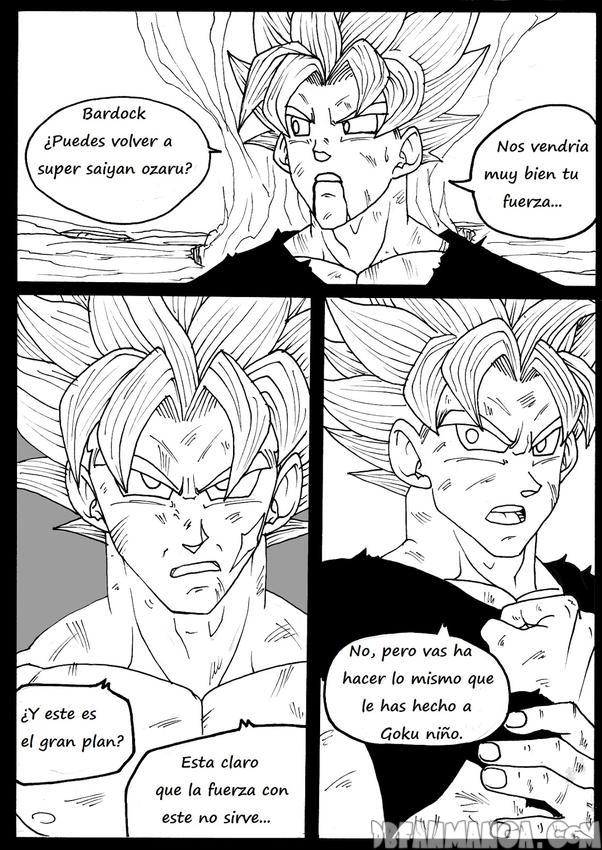 Bardock
¿Puedes volver a
super saiyan ozaru?
Nos vendria
muy bien tu
fuerza...
¿Y este es
el gran plan?
Esta claro
que la fuerza con
este no sirve...
No, pero vas ha
hacer lo mismo que
le has hecho a
Goku niño.
DBFANMANGA.COM